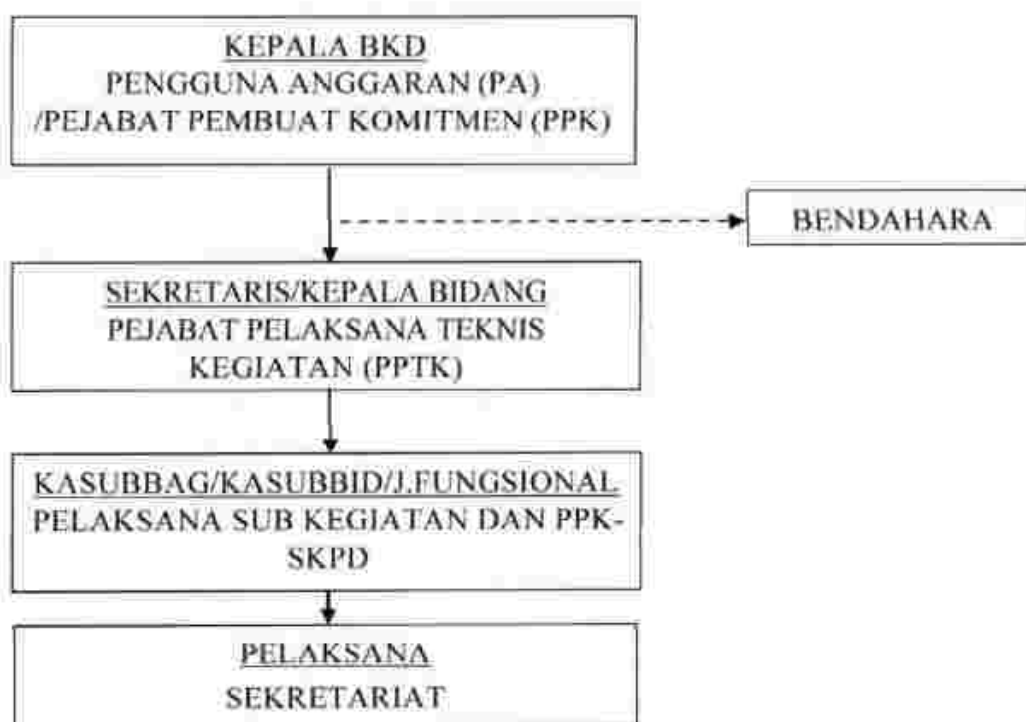 KEPALA BKD
PENGGUNA ANGGARAN (PA)
/PEJABAT PEMBUAT KOMITMEN (PPK)
BENDAHARA
SEKRETARIS/KEPALA BIDANG
PEJABAT PELAKSANA TEKNIS
KEGIATAN (PPTK)
KASUBBAG/KASUBBID/J.FUNGSIONAL
PELAKSANA SUB KEGIATAN DAN PPK-
SKPD
PELAKSANA
SEKRETARIAT